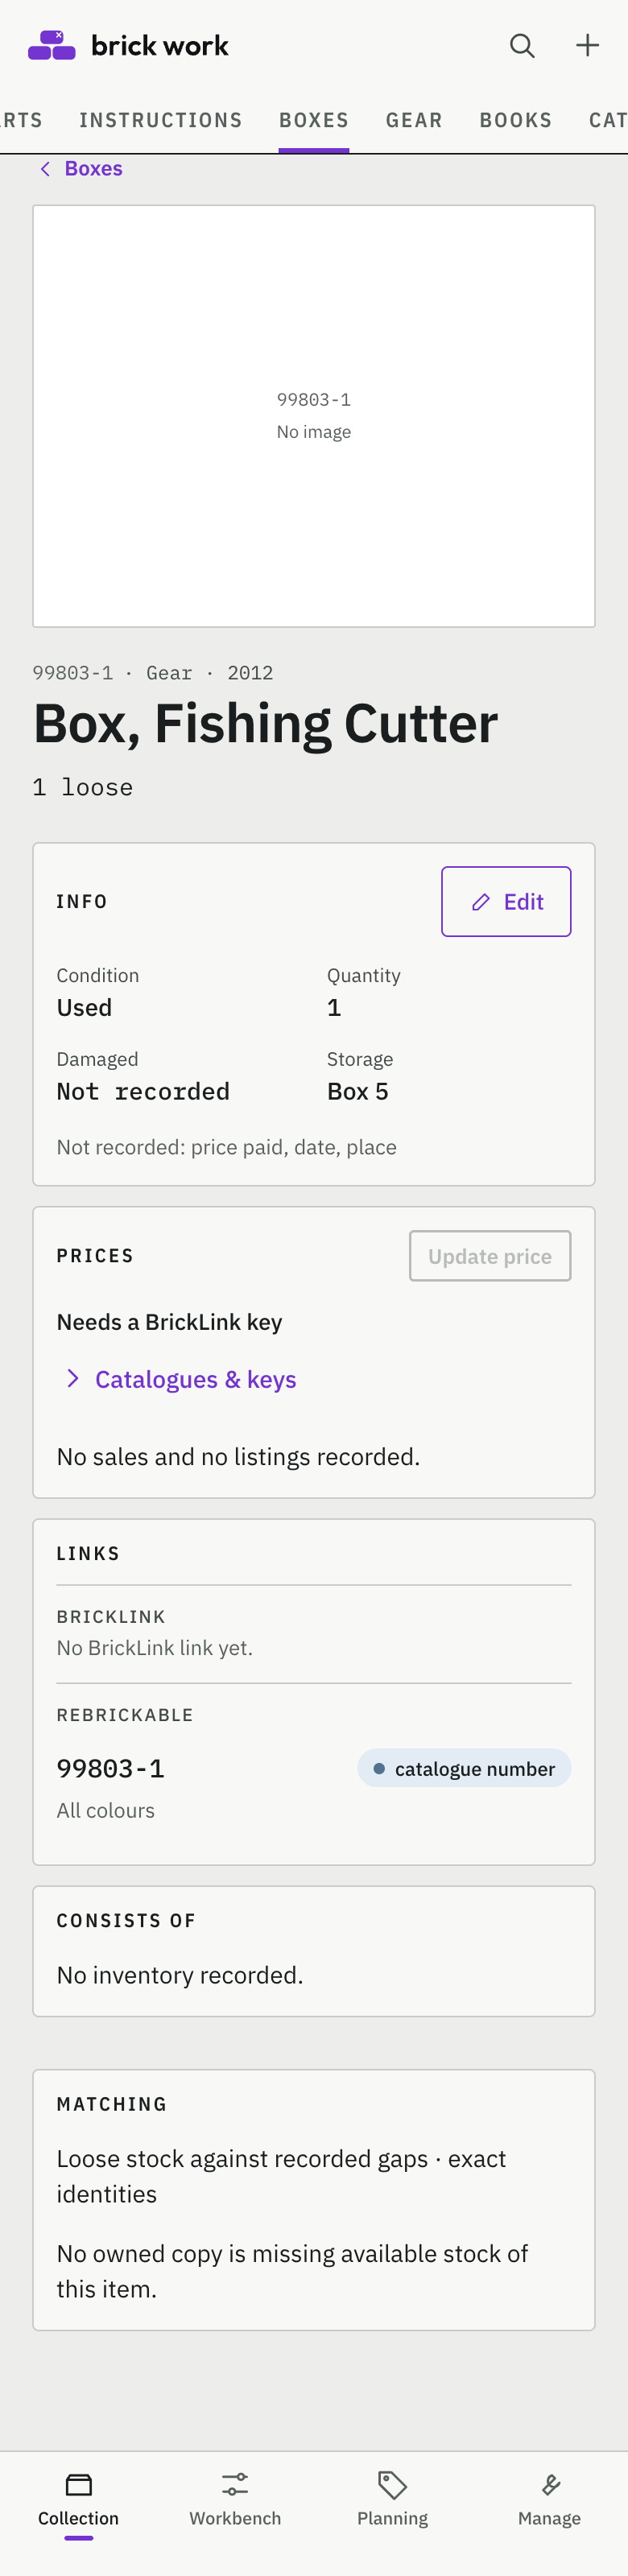 brick work
RTS INSTRUCTIONS BOXES GEAR BOOKS CAT
Boxes
99803-1
No image
99803-1 · Gear · 2012
Box, Fishing Cutter
1 loose
INFO
Edit
Condition
Quantity
Used
1
Damaged
Storage
Not recorded
Box 5
Not recorded: price paid, date, place
PRICES
Update price
Needs a BrickLink key
Catalogues & keys
No sales and no listings recorded.
LINKS
BRICKLINK
No BrickLink link yet.
REBRICKABLE
99803-1
catalogue number
All colours
CONSISTS OF
No inventory recorded.
MATCHING
Loose stock against recorded gaps · exact
identities
No owned copy is missing available stock of
this item.
Collection Workbench Planning Manage